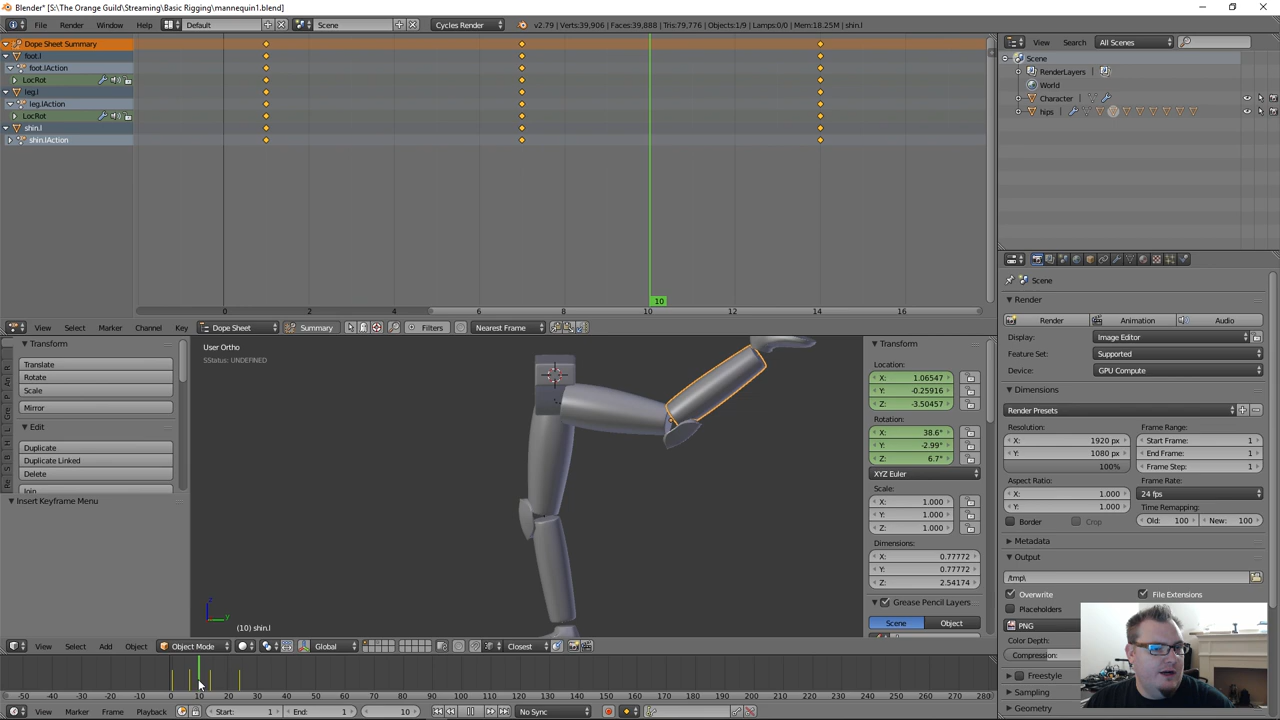 Blender* [S:\The Orange Guild\Streaming\Basic Rigging\mannequin1.blend]
File Render Window Help Default Scene Cycles Render v2.79 | Verts:39,906 | Faces:39,888 | Tris:79,776 | Objects:1/9 | Lamps:0/0 | Mem:18.25M | shin.l
Dope Sheet Summary
foot.l
foot.lAction
LocRot
leg.l
leg.lAction
LocRot
shin.l
shin.lAction
0 2 4 6 8 10 12 14 16
10
View Select Marker Channel Key Dope Sheet Summary Filters Nearest Frame
View Search All Scenes
Scene
RenderLayers
World
Character
hips
Transform
Translate
Rotate
Scale
Mirror
Edit
Duplicate
Duplicate Linked
Delete
Join
Insert Keyframe Menu
User Ortho
SStatus: UNDEFINED
z
y
(10) shin.l
Transform
Location:
X: 1.06547
Y: -0.25916
Z: -3.50457
Rotation:
X: 38.6°
Y: -2.99°
Z: 6.7°
XYZ Euler
Scale:
X: 1.000
Y: 1.000
Z: 1.000
Dimensions:
X: 0.77772
Y: 0.77772
Z: 2.54174
Grease Pencil Layers
Scene Object
View Select Add Object Object Mode Global Closest
-50 -40 -30 -20 -10 0 10 20 30 40 50 60 70 80 90 100 110 120 130 140 150 160 170 180 190 200 210 220 230 240 250 260 270 280
View Marker Frame Playback Start: 1 End: 1 10 No Sync
Scene
Render
Render Animation Audio
Display: Image Editor
Feature Set: Supported
Device: GPU Compute
Dimensions
Render Presets
Resolution: Frame Range:
X: 1920 px Start Frame: 1
Y: 1080 px End Frame: 1
100% Frame Step: 1
Aspect Ratio: Frame Rate:
X: 1.000 24 fps
Y: 1.000 Time Remapping:
Border Crop Old: 100 New: 100
Metadata
Output
/tmp\
Overwrite File Extensions
Placeholders
PNG
Color Depth:
Compression:
Freestyle
Sampling
Geometry